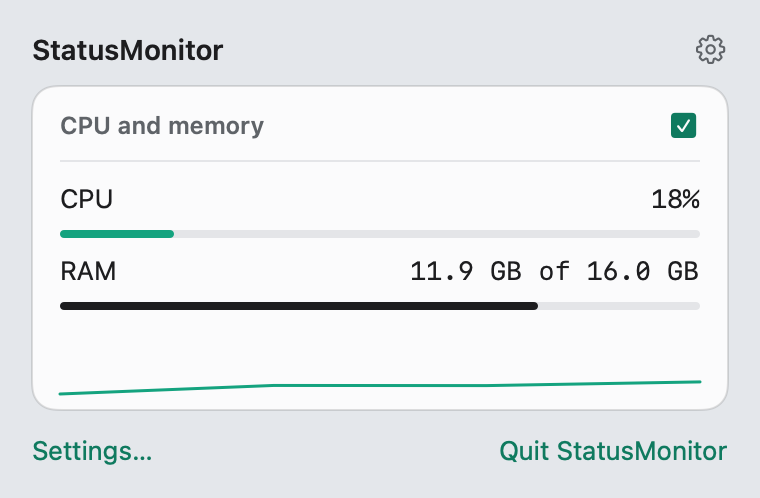 StatusMonitor
CPU and memory
CPU 18%
RAM 11.9 GB of 16.0 GB
Settings... Quit StatusMonitor